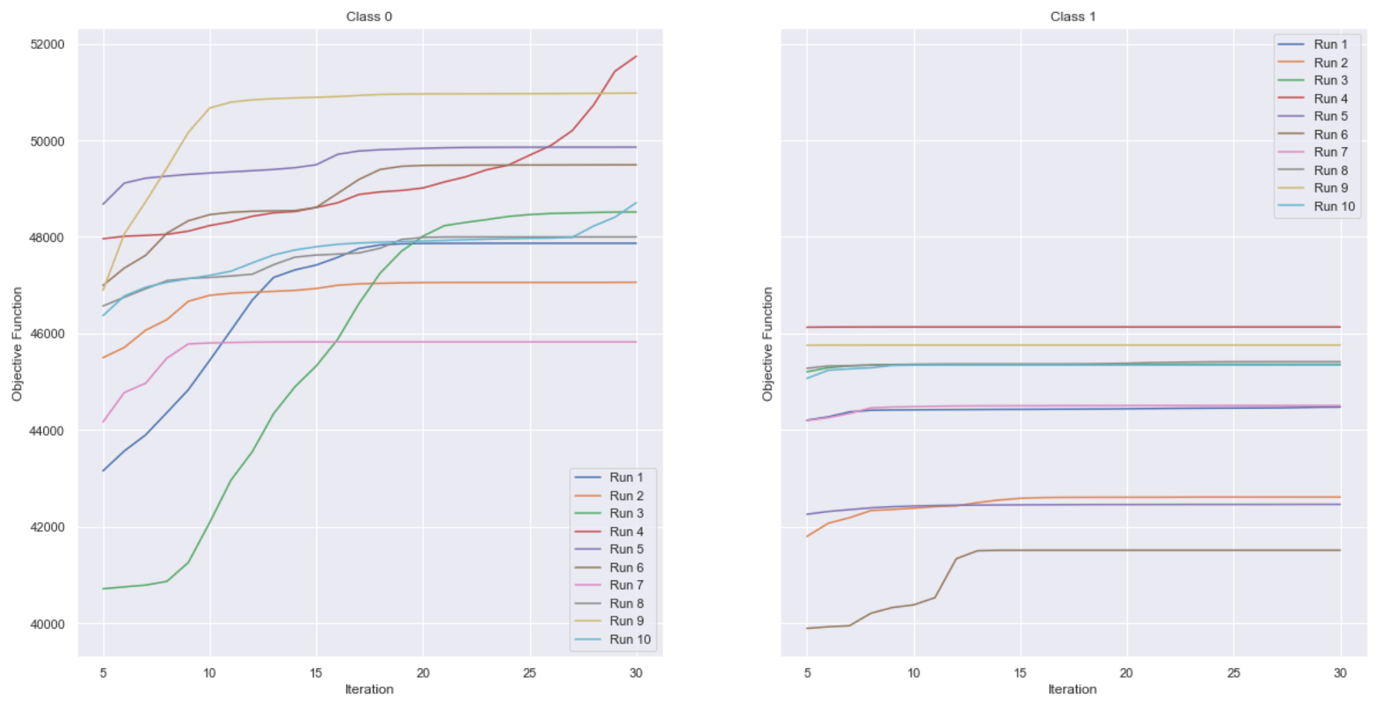 Class 0
Objective Function
52000
50000
48000
46000
44000
42000
40000
5
10
15
20
25
30
Iteration
Run 1
Run 2
Run 3
Run 4
Run 5
Run 6
Run 7
Run 8
Run 9
Run 10
Class 1
Objective Function
5
10
15
20
25
30
Iteration
Run 1
Run 2
Run 3
Run 4
Run 5
Run 6
Run 7
Run 8
Run 9
Run 10